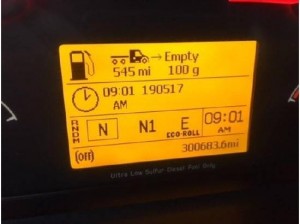 → Empty
545 mi 100 g
09:01 190517
AM
RNDM N N1 E 09:01
ECO-ROLL AM
300683.6mi
Ultra Low Sulfur Diesel Fuel Only